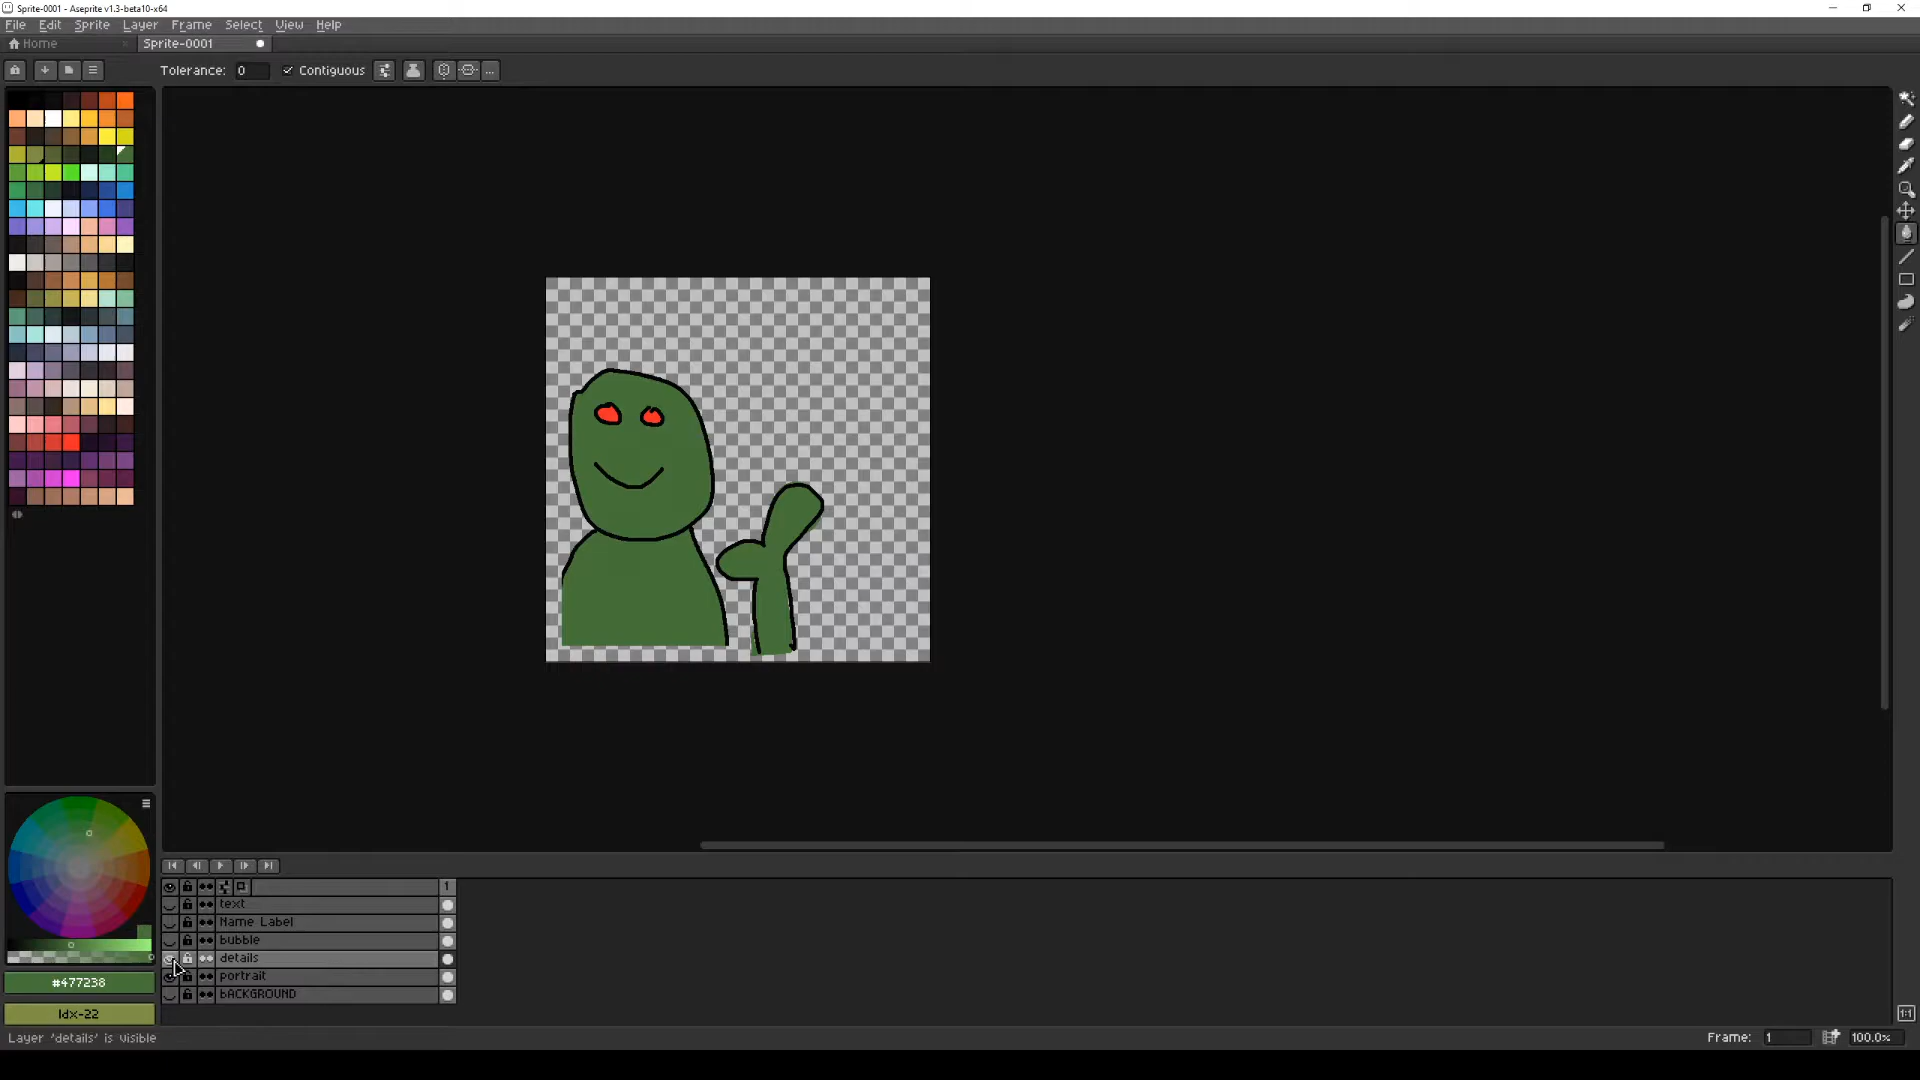 Sprite-0001 - Aseprite v1.3-beta10-x64
File Edit Sprite Layer Frame Select View Help
Home Sprite-0001
Tolerance: 0 Contiguous ...
1
text
Name Label
bubble
details
portrait
bACKGROUND
#477238
Idx-22
Layer 'details' is visible Frame: 1 100.0%
1:1